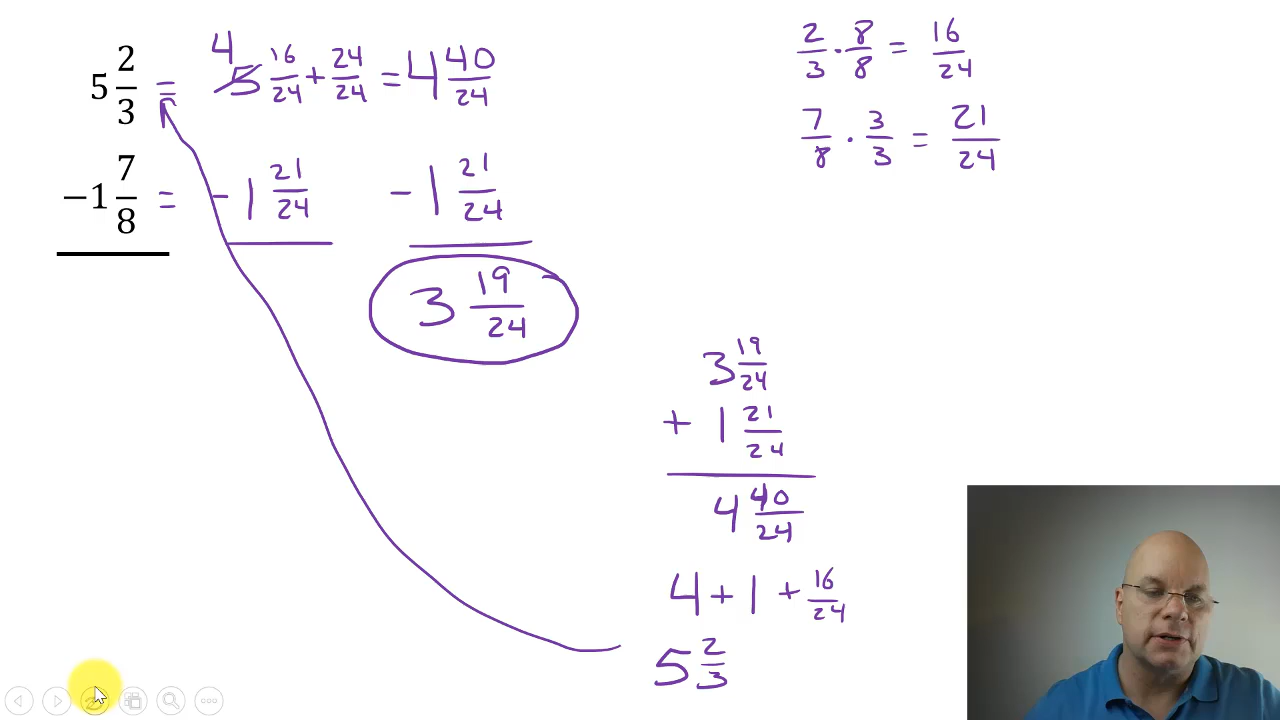 5 2/3 = 4 5 16/24 + 24/24 = 4 40/24
−1 7/8 = - 1 21/24 - 1 21/24
3 19/24
2/3 · 8/8 = 16/24
7/8 · 3/3 = 21/24
3 19/24
+ 1 21/24
4 40/24
4 + 1 + 16/24
5 2/3